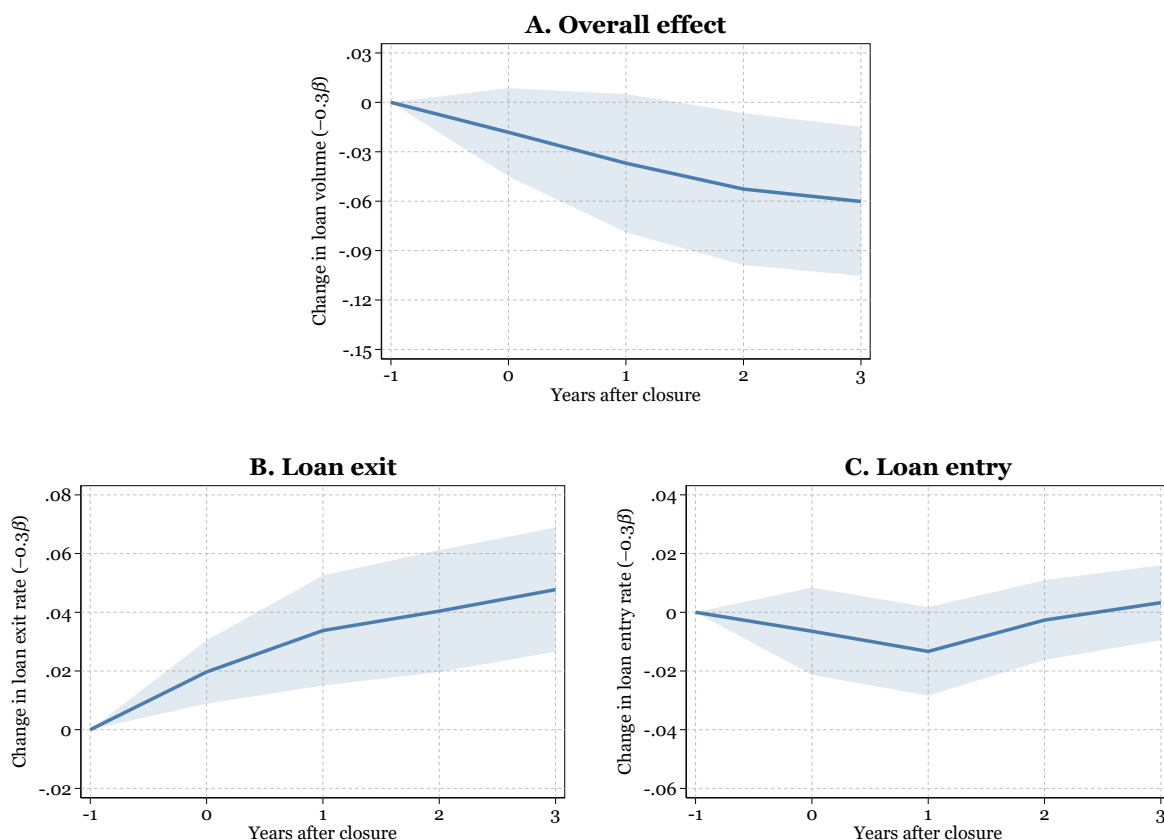 A. Overall effect
Change in loan volume (−0.3β)
.03
0
-.03
-.06
-.09
-.12
-.15
-1 0 1 2 3
Years after closure
B. Loan exit
Change in loan exit rate (−0.3β)
.08
.06
.04
.02
0
-.02
-1 0 1 2 3
Years after closure
C. Loan entry
Change in loan entry rate (−0.3β)
.04
.02
0
-.02
-.04
-.06
-1 0 1 2 3
Years after closure